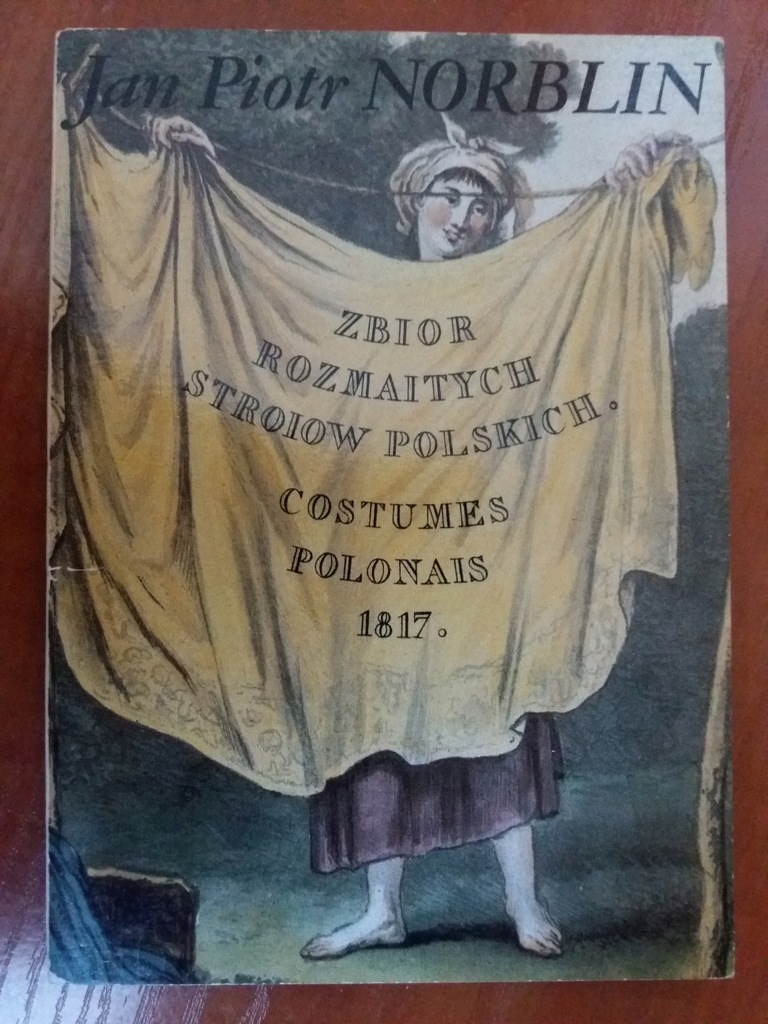 Jan Piotr NORBLIN
ZBIOR
ROZMAITYCH
STROIOW POLSKICH.
COSTUMES
POLONAIS
1817.